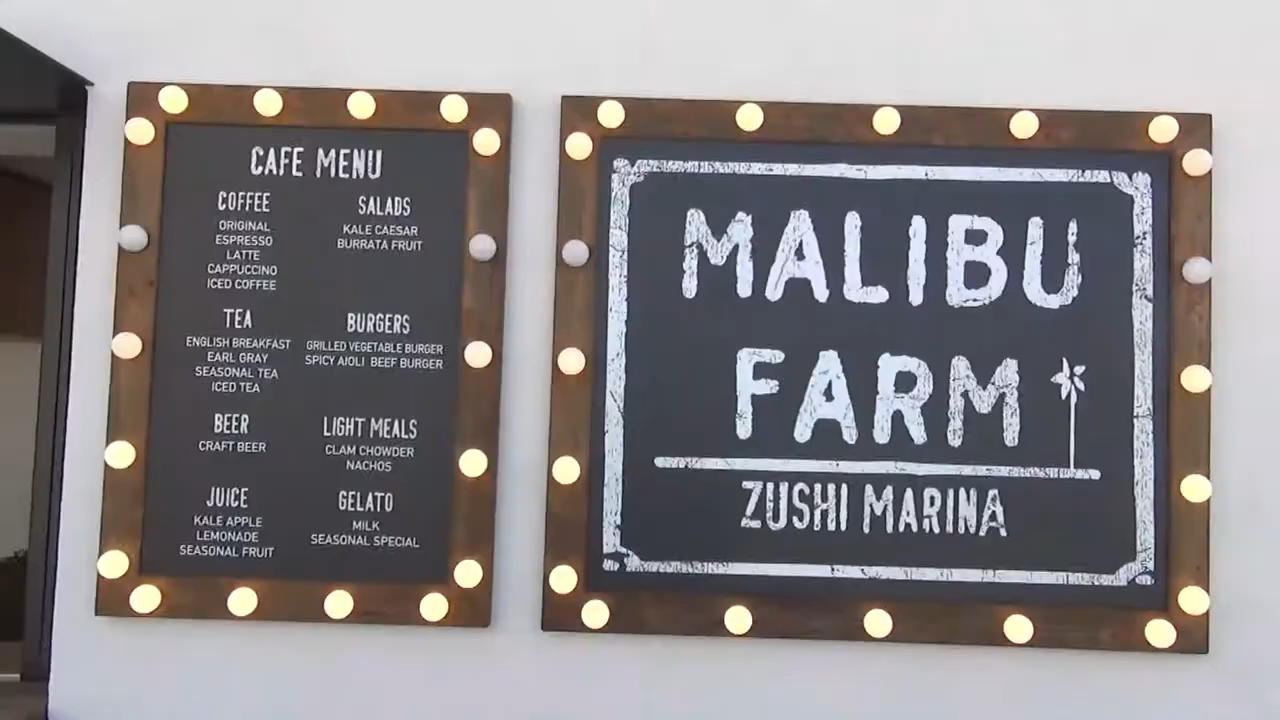 CAFE MENU
COFFEE
ORIGINAL
ESPRESSO
LATTE
CAPPUCCINO
ICED COFFEE
TEA
ENGLISH BREAKFAST
EARL GRAY
SEASONAL TEA
ICED TEA
BEER
CRAFT BEER
JUICE
KALE APPLE
LEMONADE
SEASONAL FRUIT
SALADS
KALE CAESAR
BURRATA FRUIT
BURGERS
GRILLED VEGETABLE BURGER
SPICY AIOLI BEEF BURGER
LIGHT MEALS
CLAM CHOWDER
NACHOS
GELATO
MILK
SEASONAL SPECIAL
MALIBU
FARM
ZUSHI MARINA